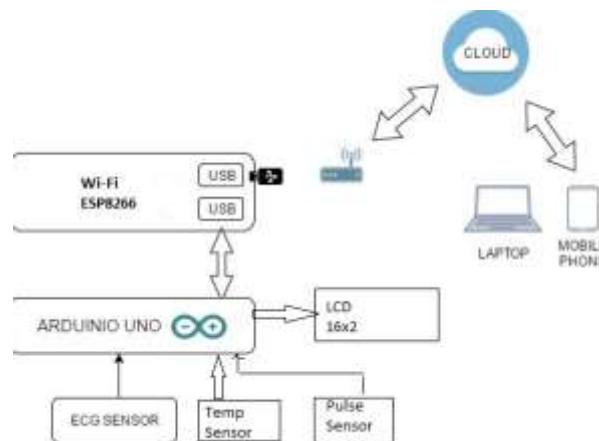 CLOUD
Wi-Fi
ESP8266
USB
USB
LAPTOP
MOBIL
PHON
ARDUINIO UNO
LCD
16x2
ECG SENSOR
Temp
Sensor
Pulse
Sensor